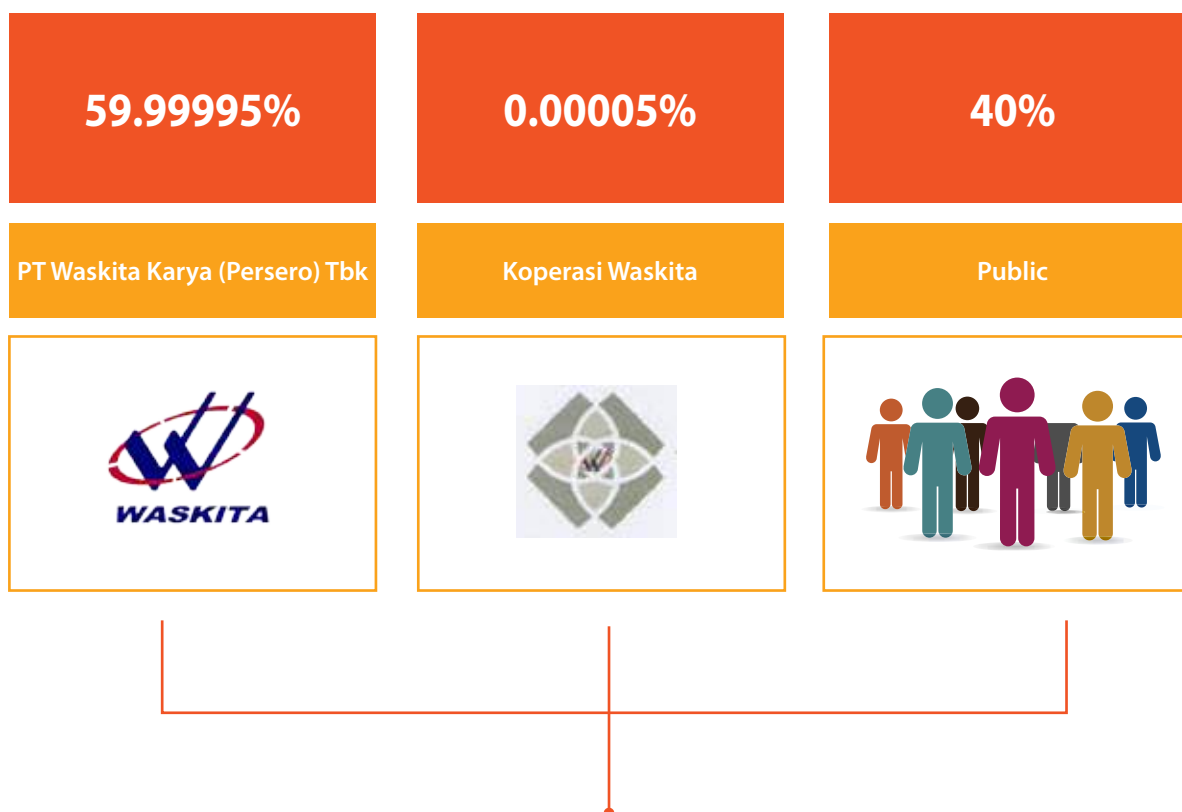 59.99995%
0.00005%
40%
PT Waskita Karya (Persero) Tbk
Koperasi Waskita
Public
WASKITA